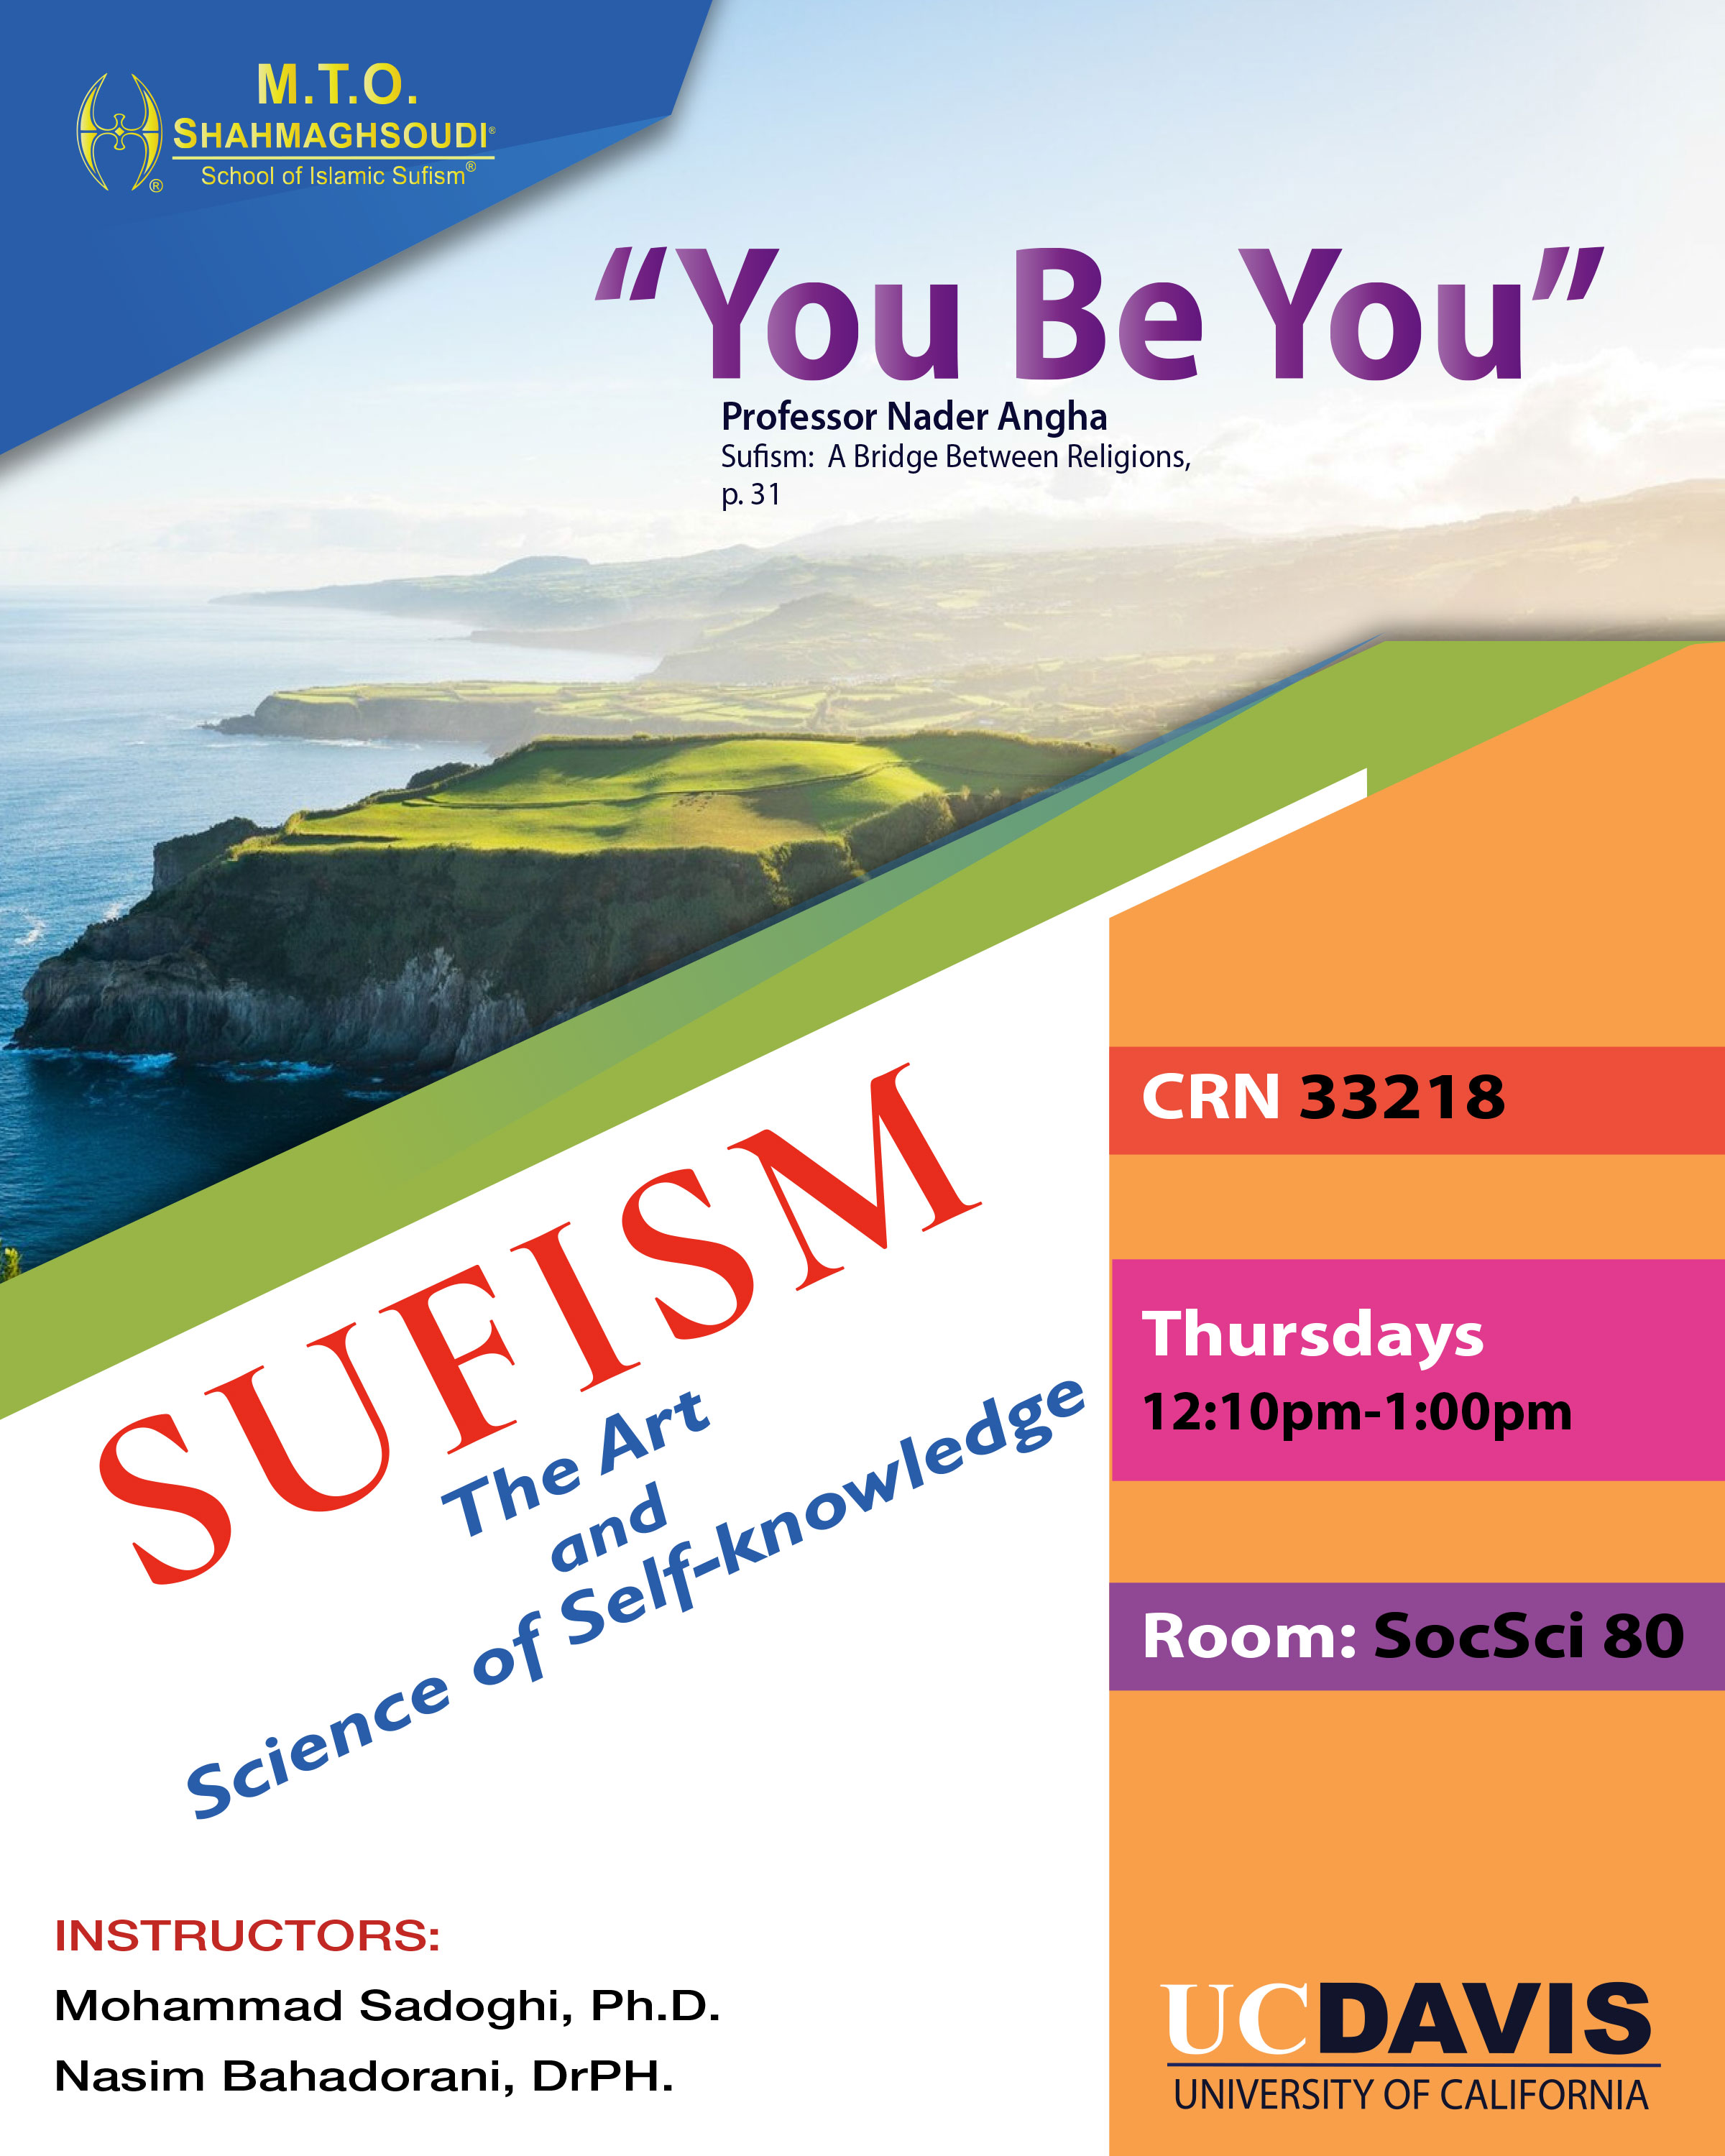 M.T.O.
SHAHMAGHSOUDI®
School of Islamic Sufism®
®
“You Be You”
Professor Nader Angha
Sufism: A Bridge Between Religions,
p. 31
SUFISM
The Art
and
Science of Self-knowledge
CRN 33218
Thursdays
12:10pm-1:00pm
Room: SocSci 80
INSTRUCTORS:
Mohammad Sadoghi, Ph.D.
Nasim Bahadorani, DrPH.
UCDAVIS
UNIVERSITY OF CALIFORNIA